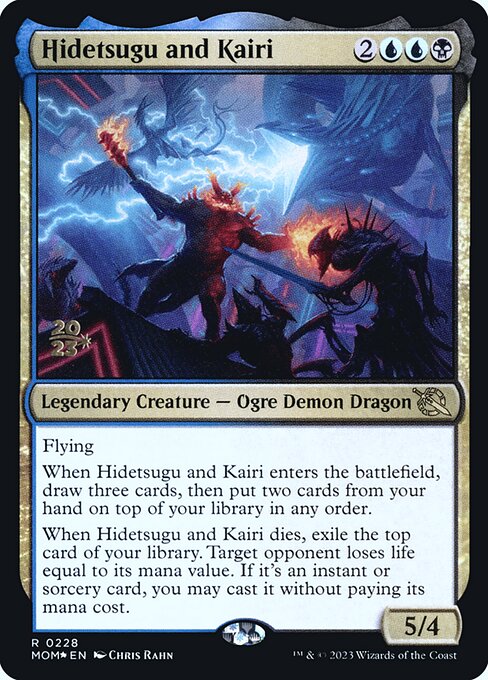 Hidetsugu and Kairi 2
20
23
Legendary Creature — Ogre Demon Dragon
Flying
When Hidetsugu and Kairi enters the battlefield,
draw three cards, then put two cards from your
hand on top of your library in any order.
When Hidetsugu and Kairi dies, exile the top
card of your library. Target opponent loses life
equal to its mana value. If it's an instant or
sorcery card, you may cast it without paying its
mana cost.
5/4
R 0228
MOM★EN Chris Rahn
™ & © 2023 Wizards of the Coast